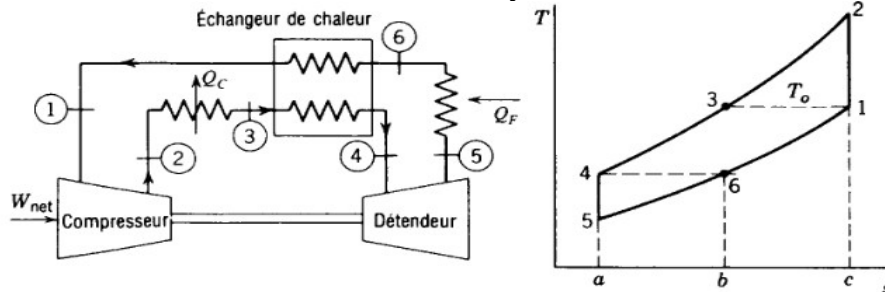 Échangeur de chaleur
6
Q_C
1
3
Q_F
2
4
5
W_net
Compresseur
Détendeur
T
2
3
T_o
1
4
6
5
a
b
c